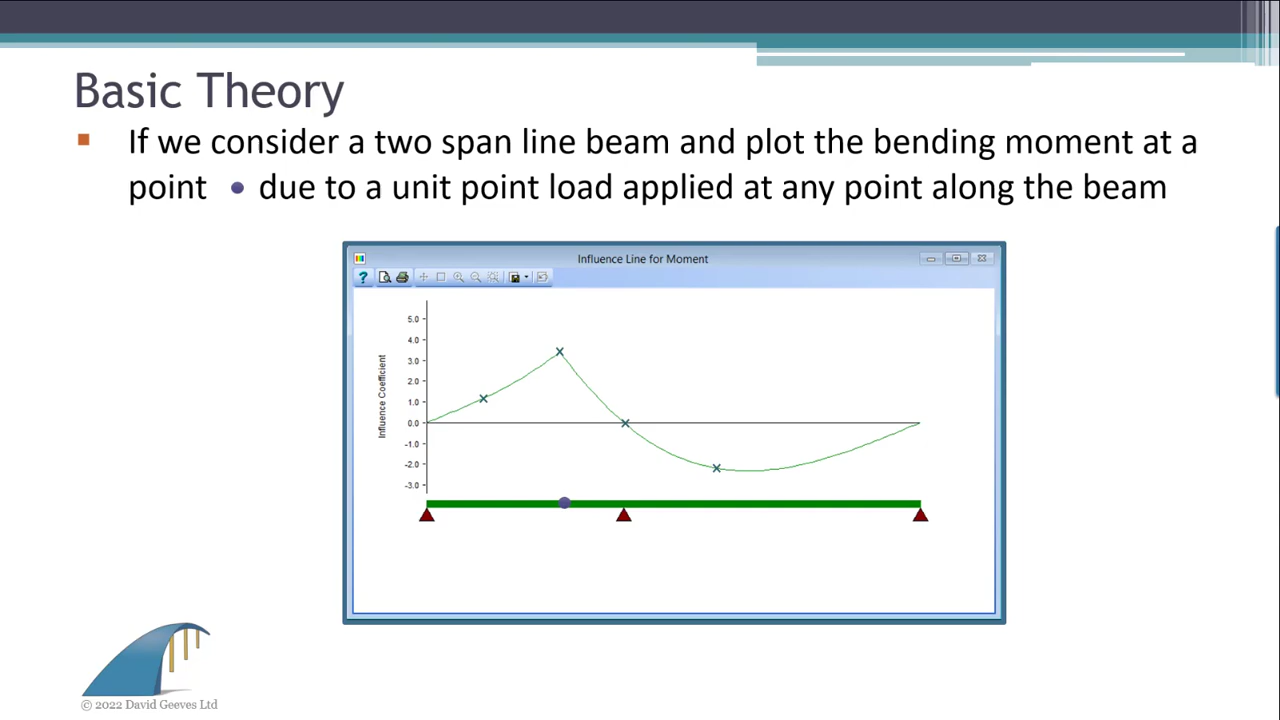 Basic Theory
If we consider a two span line beam and plot the bending moment at a
point • due to a unit point load applied at any point along the beam
Influence Line for Moment
?
5.0
4.0
3.0
2.0
1.0
0.0
-1.0
-2.0
-3.0
Influence Coefficient
© 2022 David Geeves Ltd